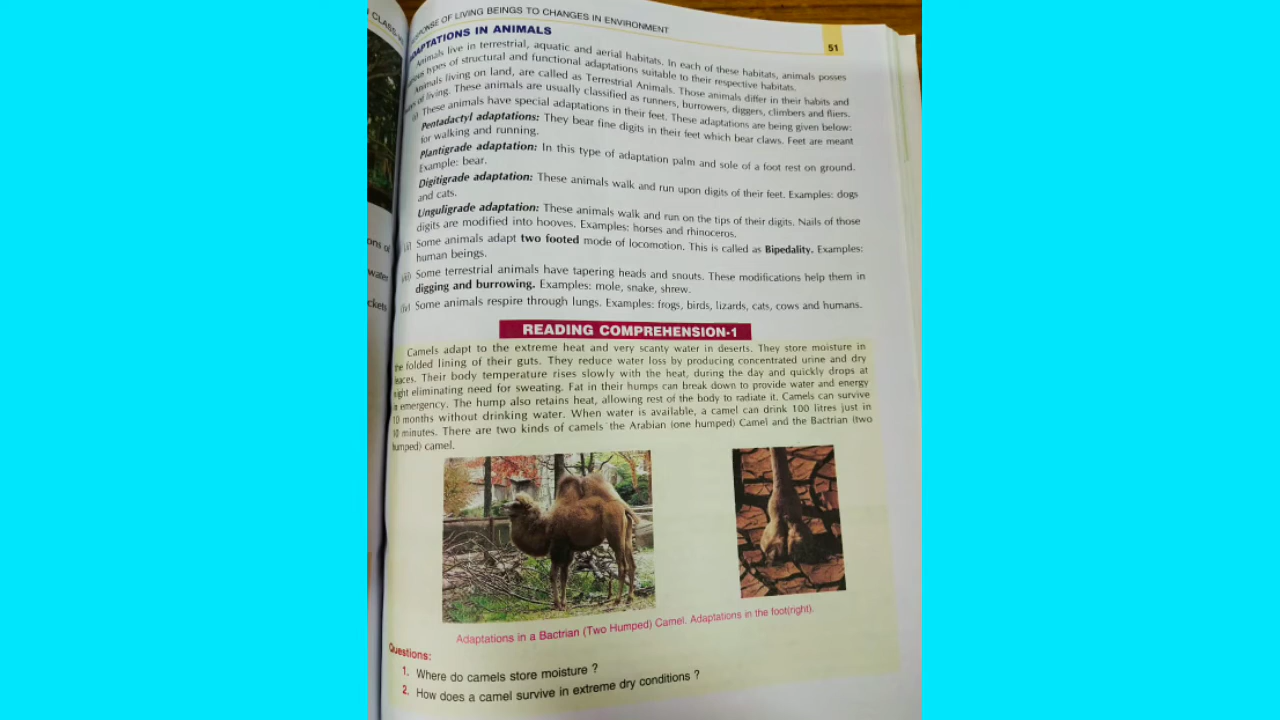 CLASS
RESPONSE OF LIVING BEINGS TO CHANGES IN ENVIRONMENT
51
ADAPTATIONS IN ANIMALS
Animals live in terrestrial, aquatic and aerial habitats. In each of these habitats, animals posses
types of structural and functional adaptations suitable to their respective habitats.
Animals living on land, are called as Terrestrial Animals. Those animals differ in their habits and
of living. These animals are usually classified as runners, burrowers, diggers, climbers and fliers.
(i) These animals have special adaptations in their feet. These adaptations are being given below:
Pentadactyl adaptations: They bear fine digits in their feet which bear claws. Feet are meant
for walking and running.
Plantigrade adaptation: In this type of adaptation palm and sole of a foot rest on ground.
Example: bear.
Digitigrade adaptation: These animals walk and run upon digits of their feet. Examples: dogs
and cats.
Unguligrade adaptation: These animals walk and run on the tips of their digits. Nails of those
digits are modified into hooves. Examples: horses and rhinoceros.
(ii) Some animals adapt two footed mode of locomotion. This is called as Bipedality. Examples:
human beings.
(iii) Some terrestrial animals have tapering heads and snouts. These modifications help them in
digging and burrowing. Examples: mole, snake, shrew.
(iv) Some animals respire through lungs. Examples: frogs, birds, lizards, cats, cows and humans.
ons of
water
ckets
READING COMPREHENSION-1
Camels adapt to the extreme heat and very scanty water in deserts. They store moisture in
the folded lining of their guts. They reduce water loss by producing concentrated urine and dry
feaces. Their body temperature rises slowly with the heat, during the day and quickly drops at
night eliminating need for sweating. Fat in their humps can break down to provide water and energy
in emergency. The hump also retains heat, allowing rest of the body to radiate it. Camels can survive
10 months without drinking water. When water is available, a camel can drink 100 litres just in
10 minutes. There are two kinds of camels the Arabian (one humped) Camel and the Bactrian (two
humped) camel.
Adaptations in a Bactrian (Two Humped) Camel. Adaptations in the foot(right).
Questions:
1. Where do camels store moisture ?
2. How does a camel survive in extreme dry conditions ?